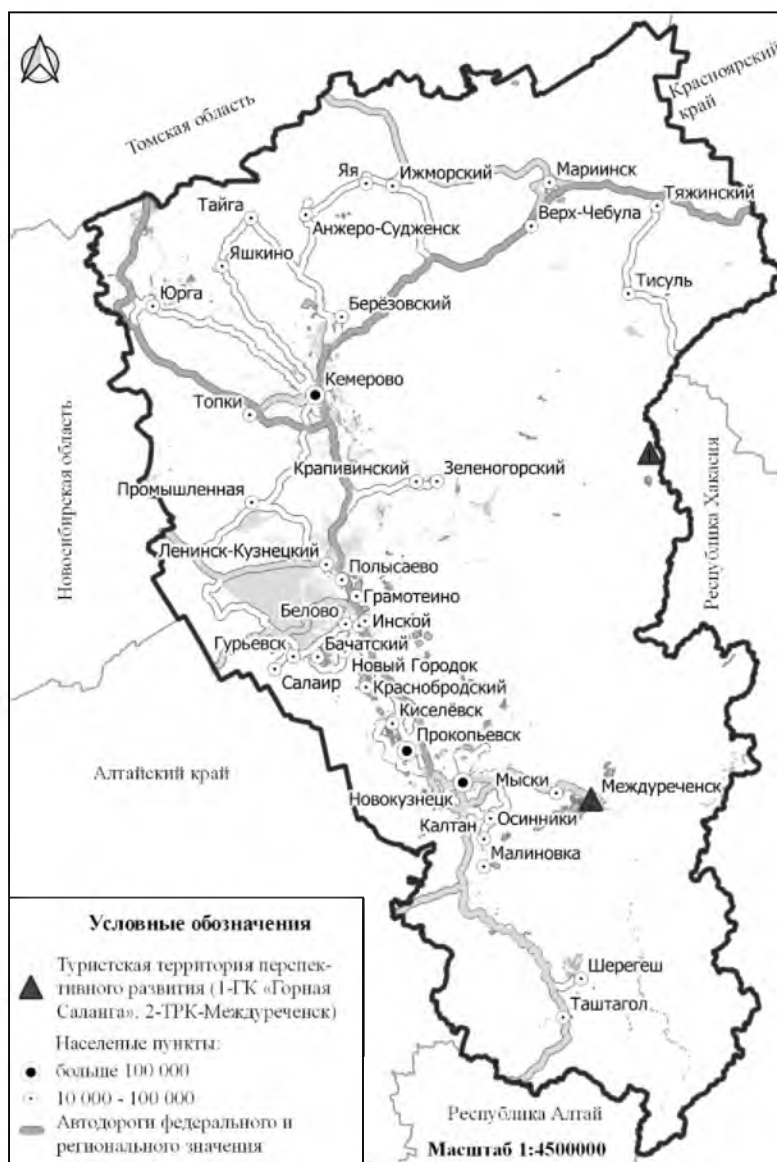 Томская область
Красноярский
край
Яя
Ижморский
Мариинск
Тяжинский
Тайга
Анжеро-Судженск
Верх-Чебула
Яшкино
Тисуль
Юрга
Берёзовский
Кемерово
Топки
Новосибирская область
Республика Хакасия
Крапивинский
Зеленогорский
Промышленная
Ленинск-Кузнецкий
Полысаево
Грамотеино
Белово
Инской
Гурьевск
Бачатский
Новый Городок
Салаир
Краснобродский
Киселёвск
Прокопьевск
Алтайский край
Мыски
Междуреченск
Новокузнецк
Осинники
Калтан
Малиновка
Шерегеш
Таштагол
Республика Алтай
Масштаб 1:4500000
Условные обозначения
Туристская территория перспек-
тивного развития (1-ГК «Горная
Саланга», 2-ТРК-Междуреченск)
Населеные пункты:
больше 100 000
10 000 - 100 000
Автодороги федерального и
регионального значения